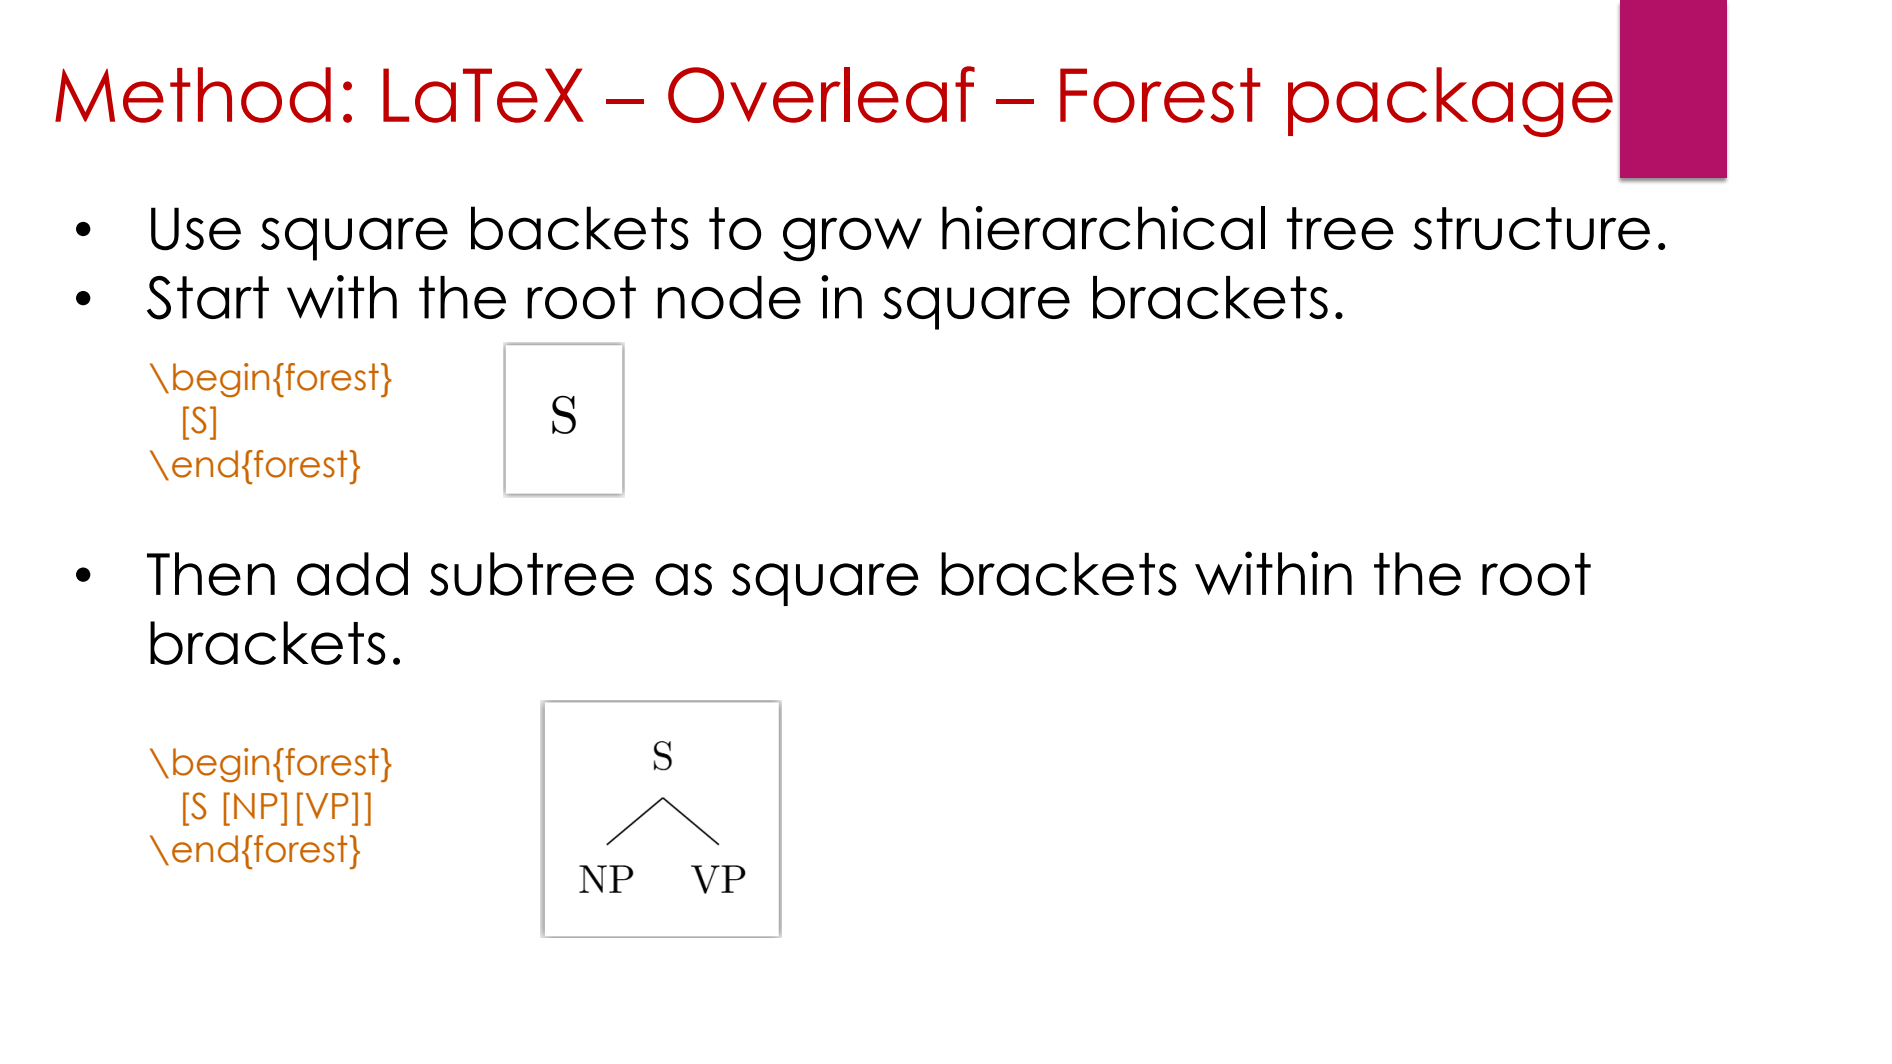 Method: LaTeX – Overleaf – Forest package
• Use square backets to grow hierarchical tree structure.
• Start with the root node in square brackets.
\begin{forest}
[S]
\end{forest}
S
• Then add subtree as square brackets within the root
brackets.
\begin{forest}
[S [NP][VP]]
\end{forest}
S
NP VP